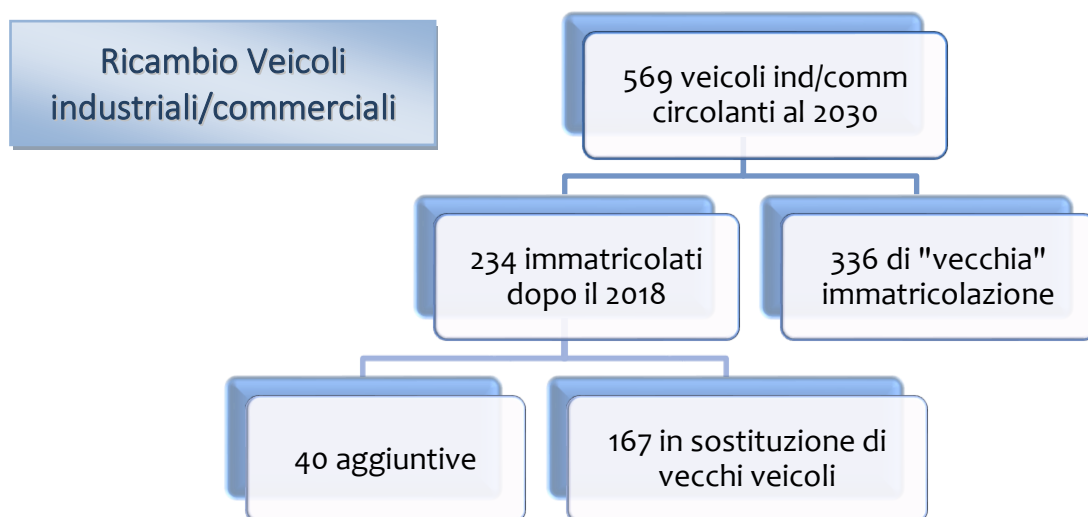 Ricambio Veicoli
industriali/commerciali
569 veicoli ind/comm
circolanti al 2030
234 immatricolati
dopo il 2018
336 di "vecchia"
immatricolazione
40 aggiuntive
167 in sostituzione di
vecchi veicoli